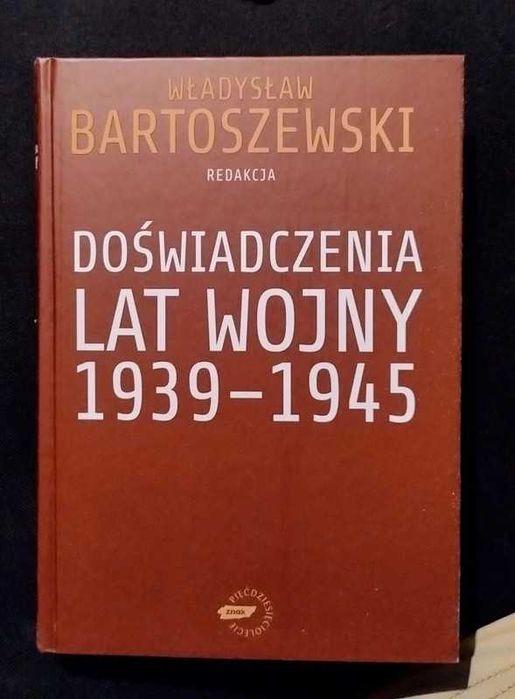 WŁADYSŁAW
BARTOSZEWSKI
REDAKCJA
DOŚWIADCZENIA
LAT WOJNY
1939–1945
PIĘĆDZIESIĘCIOLECIE
znak